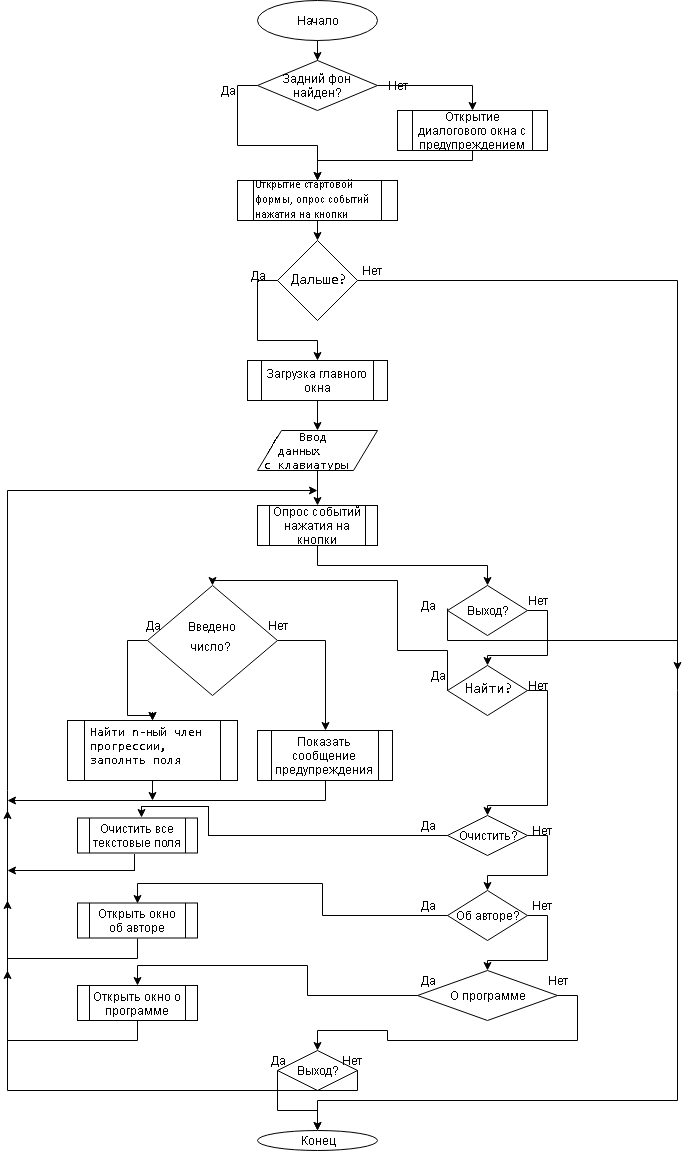 Начало
Задний фон
найден?
Да
Нет
Открытие
диалогового окна с
предупреждением
Открытие стартовой
формы, опрос событий
нажатия на кнопки
Да
Дальше?
Нет
Загрузка главного
окна
Ввод
данных
с клавиатуры
Опрос событий
нажатия на
кнопки
Да
Выход?
Нет
Да
Введено
число?
Нет
Да
Найти?
Нет
Найти n-ный член
прогрессии,
заполнть поля
Показать
сообщение
предупреждения
Очистить все
текстовые поля
Да
Очистить?
Нет
Открыть окно
об авторе
Да
Об авторе?
Нет
Открыть окно о
программе
Да
О программе
Нет
Да
Выход?
Нет
Конец